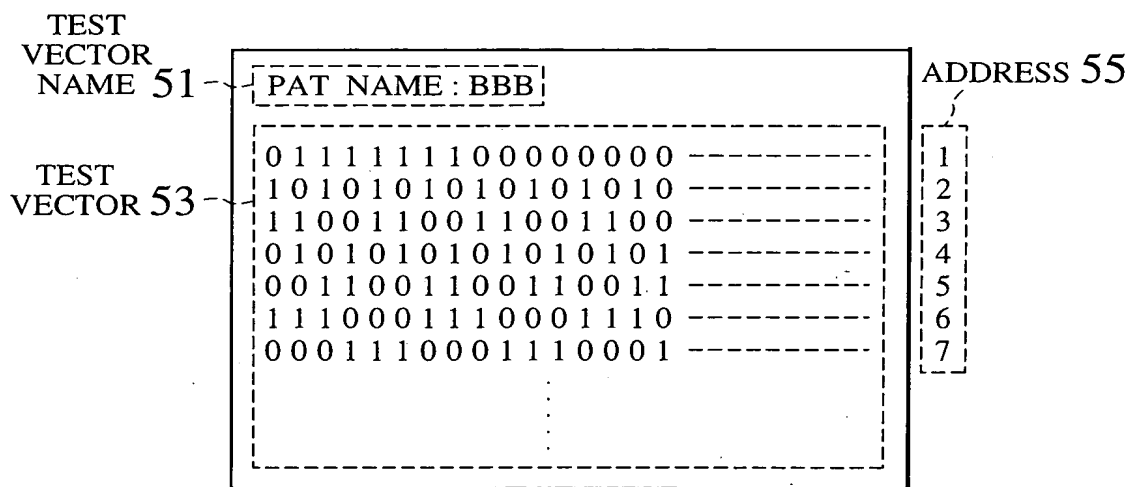 TEST
VECTOR
NAME 51
PAT NAME : BBB
ADDRESS 55
TEST
VECTOR 53
0 1 1 1 1 1 1 1 0 0 0 0 0 0 0 0 ---------- 1
1 0 1 0 1 0 1 0 1 0 1 0 1 0 1 0 ---------- 2
1 1 0 0 1 1 0 0 1 1 0 0 1 1 0 0 ---------- 3
0 1 0 1 0 1 0 1 0 1 0 1 0 1 0 1 ---------- 4
0 0 1 1 0 0 1 1 0 0 1 1 0 0 1 1 ---------- 5
1 1 1 0 0 0 1 1 1 0 0 0 1 1 1 0 ---------- 6
0 0 0 1 1 1 0 0 0 1 1 1 0 0 0 1 ---------- 7